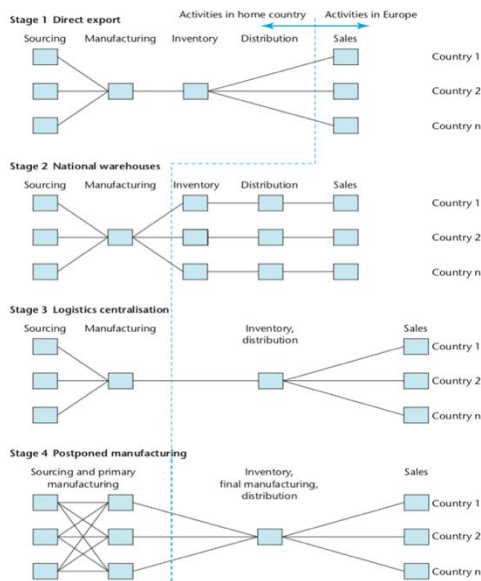 Stage 1 Direct export
Activities in home country
Activities in Europe
Sourcing Manufacturing Inventory Distribution Sales
Country 1
Country 2
Country n
Stage 2 National warehouses
Sourcing Manufacturing Inventory Distribution Sales
Country 1
Country 2
Country n
Stage 3 Logistics centralisation
Sourcing Manufacturing Inventory, Sales
distribution
Country 1
Country 2
Country n
Stage 4 Postponed manufacturing
Sourcing and primary Inventory, Sales
manufacturing final manufacturing,
distribution
Country 1
Country 2
Country n